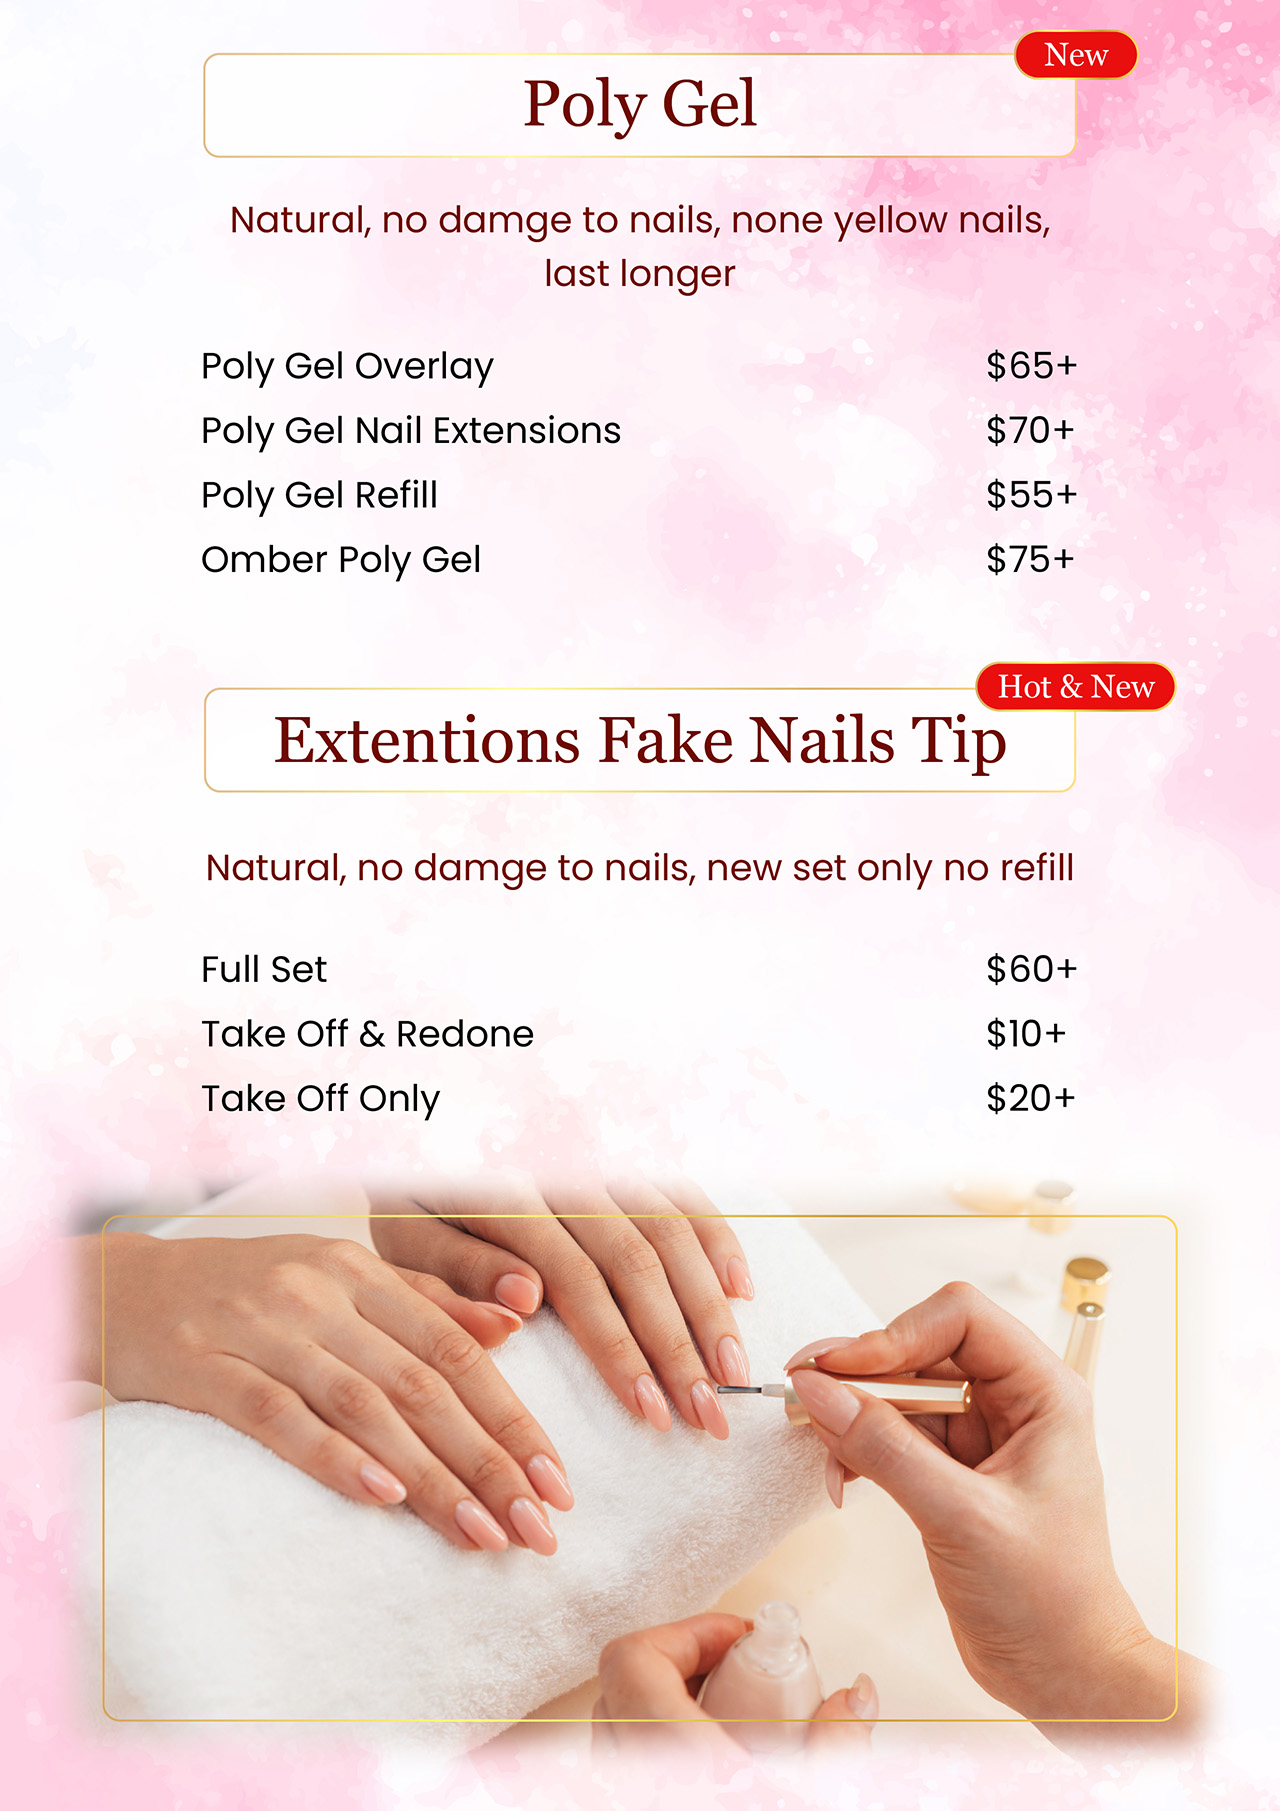 New
Poly Gel
Natural, no damge to nails, none yellow nails,
last longer
Poly Gel Overlay $65+
Poly Gel Nail Extensions $70+
Poly Gel Refill $55+
Omber Poly Gel $75+
Hot & New
Extentions Fake Nails Tip
Natural, no damge to nails, new set only no refill
Full Set $60+
Take Off & Redone $10+
Take Off Only $20+